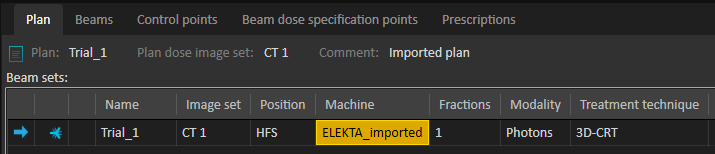 Plan Beams Control points Beam dose specification points Prescriptions
Plan: Trial_1 Plan dose image set: CT 1 Comment: Imported plan
Beam sets:
Name Image set Position Machine Fractions Modality Treatment technique
Trial_1 CT 1 HFS ELEKTA_imported 1 Photons 3D-CRT